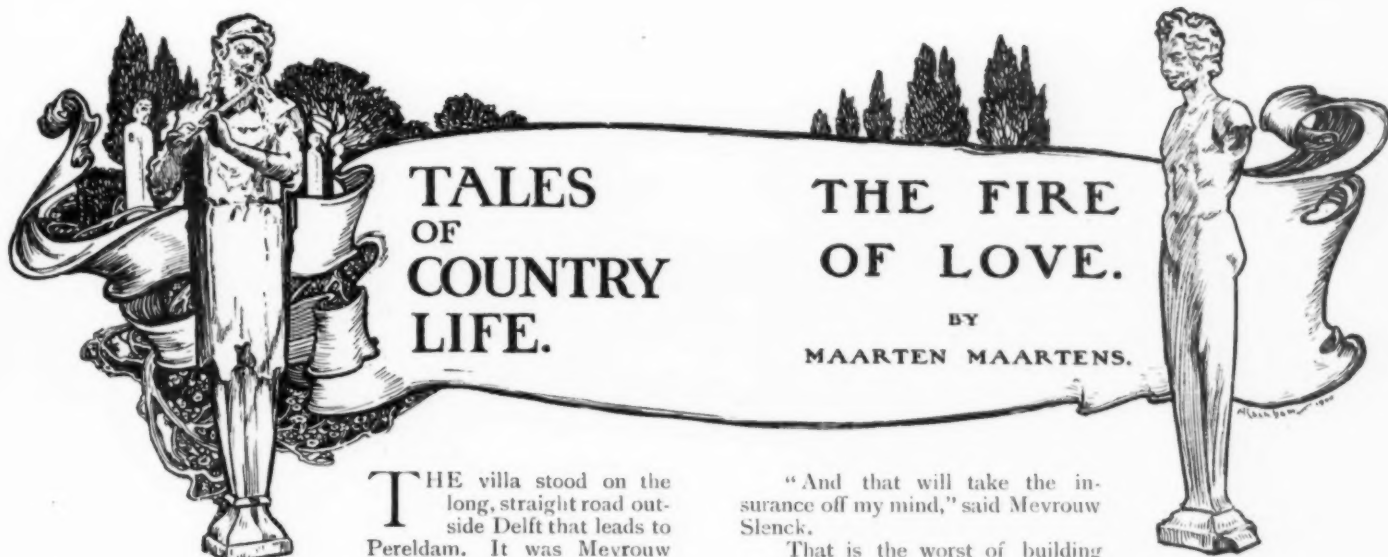 TALES
OF
COUNTRY
LIFE.
THE FIRE
OF LOVE.
BY
MAARTEN MAARTENS.
THE villa stood on the
long, straight road out-
side Delft that leads to
Pereldam. It was Mevrouw
"And that will take the in-
surance off my mind," said Mevrouw
Slenck.
That is the worst of building